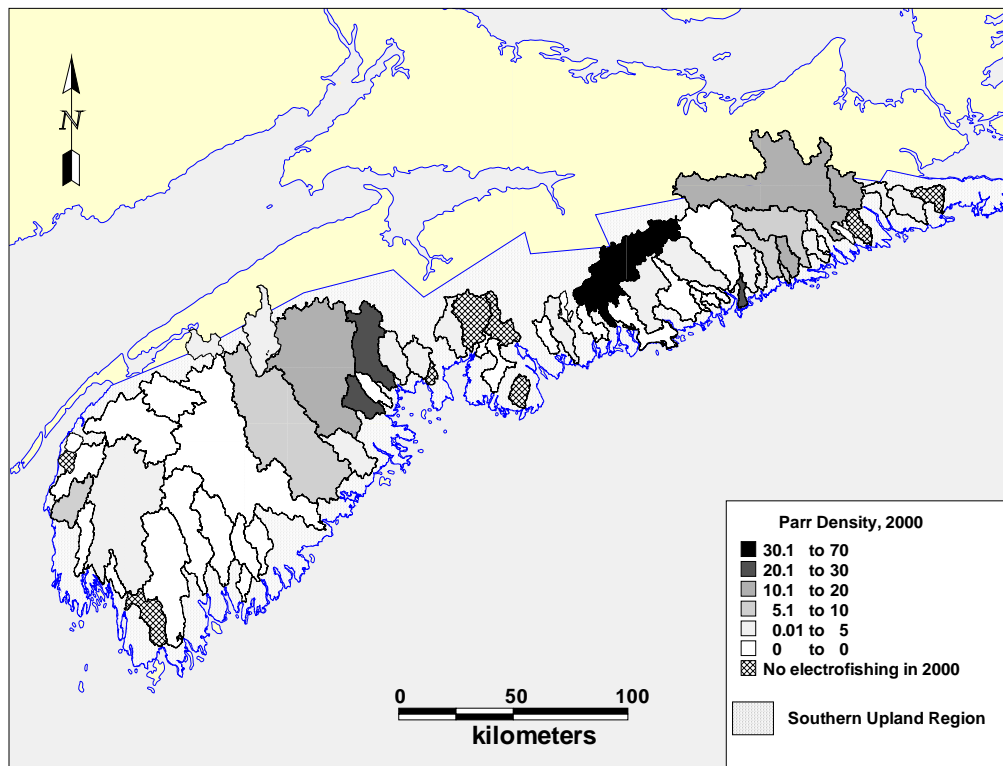 N
Parr Density, 2000
30.1 to 70
20.1 to 30
10.1 to 20
5.1 to 10
0.01 to 5
0 to 0
No electrofishing in 2000
Southern Upland Region
0 50 100
kilometers